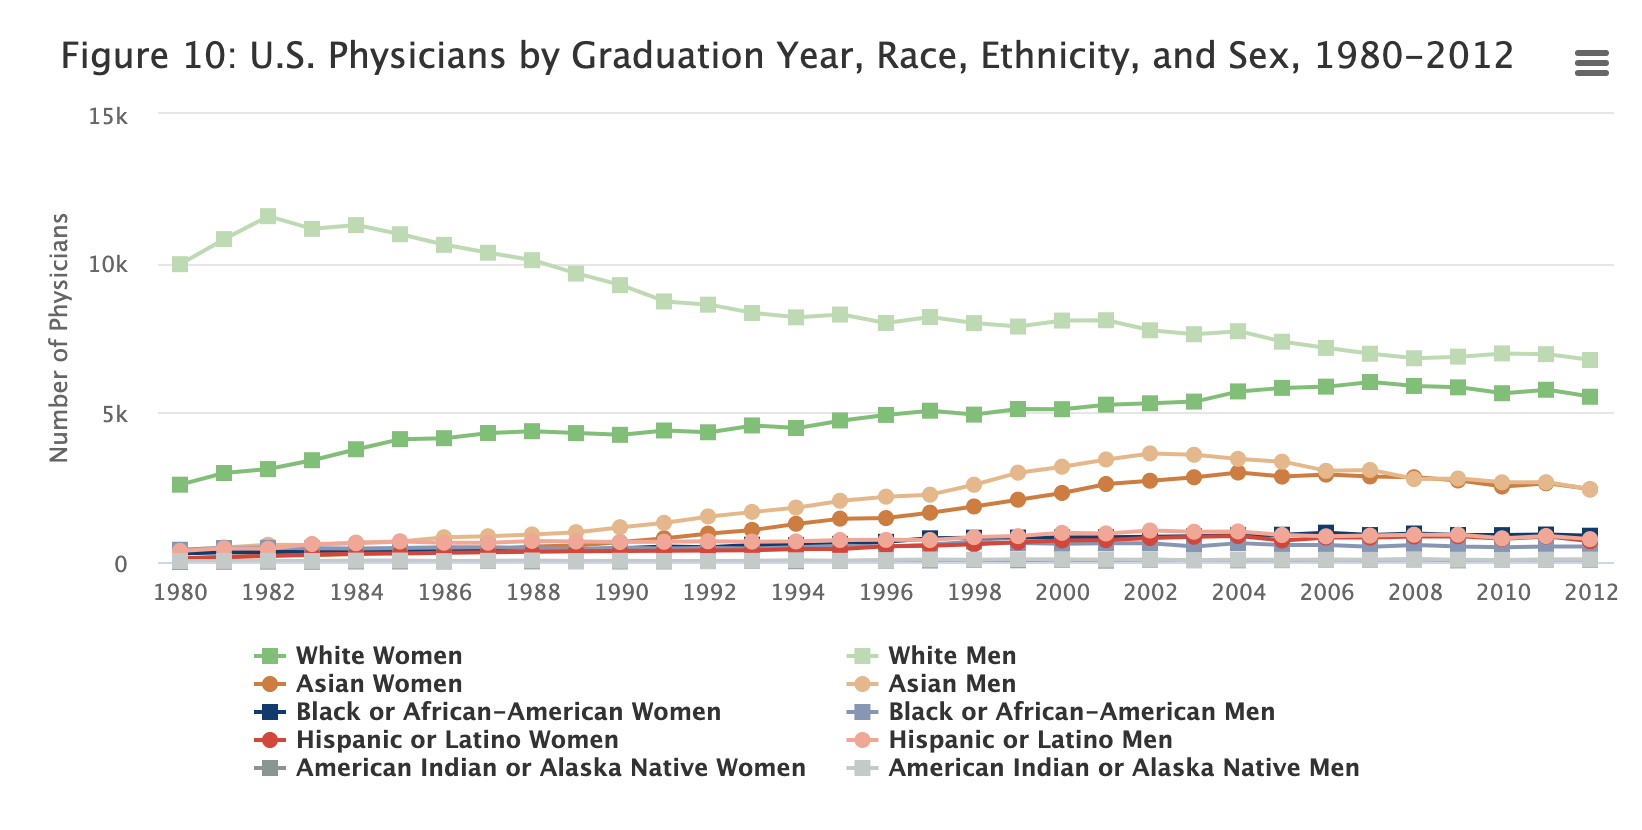 Figure 10: U.S. Physicians by Graduation Year, Race, Ethnicity, and Sex, 1980–2012
15k
10k
5k
0
Number of Physicians
1980 1982 1984 1986 1988 1990 1992 1994 1996 1998 2000 2002 2004 2006 2008 2010 2012
White Women White Men
Asian Women Asian Men
Black or African–American Women Black or African–American Men
Hispanic or Latino Women Hispanic or Latino Men
American Indian or Alaska Native Women American Indian or Alaska Native Men